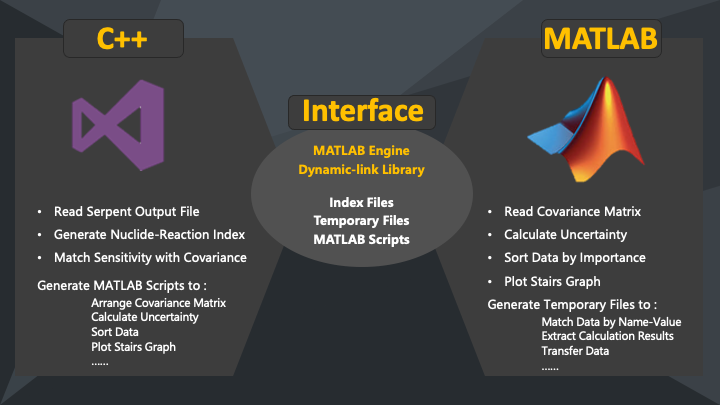 C++
• Read Serpent Output File
• Generate Nuclide-Reaction Index
• Match Sensitivity with Covariance
Generate MATLAB Scripts to :
Arrange Covariance Matrix
Calculate Uncertainty
Sort Data
Plot Stairs Graph
......
Interface
MATLAB Engine
Dynamic-link Library
Index Files
Temporary Files
MATLAB Scripts
MATLAB
• Read Covariance Matrix
• Calculate Uncertainty
• Sort Data by Importance
• Plot Stairs Graph
Generate Temporary Files to :
Match Data by Name-Value
Extract Calculation Results
Transfer Data
......